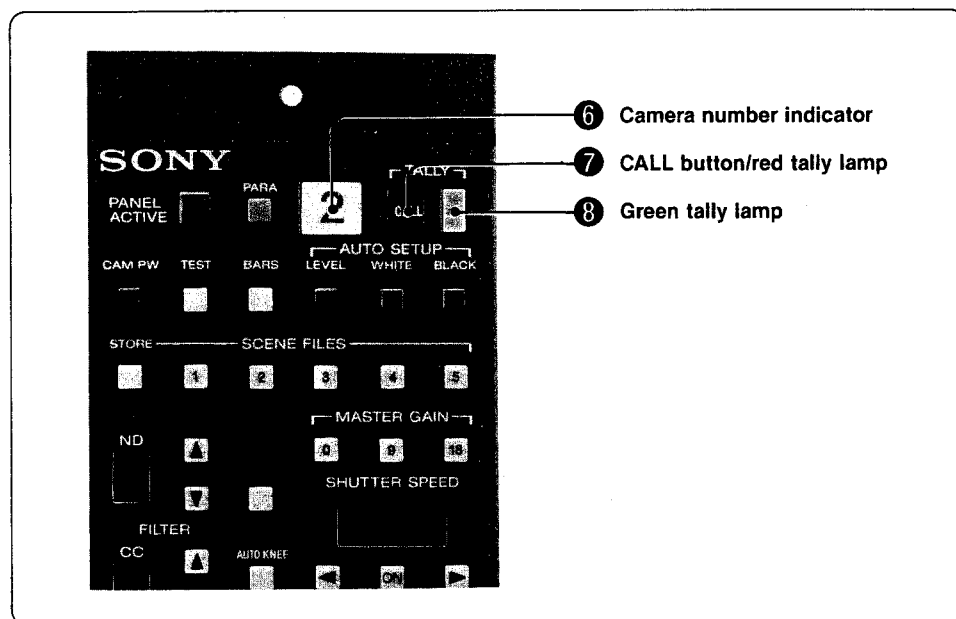 6 Camera number indicator
7 CALL button/red tally lamp
8 Green tally lamp
SONY
TALLY
PANEL ACTIVE
PARA
2
CALL
AUTO SETUP
CAM PW TEST BARS LEVEL WHITE BLACK
STORE SCENE FILES
1 2 3 4 5
MASTER GAIN
ND
0 9 18
SHUTTER SPEED
FILTER
CC
AUTO KNEE
ON